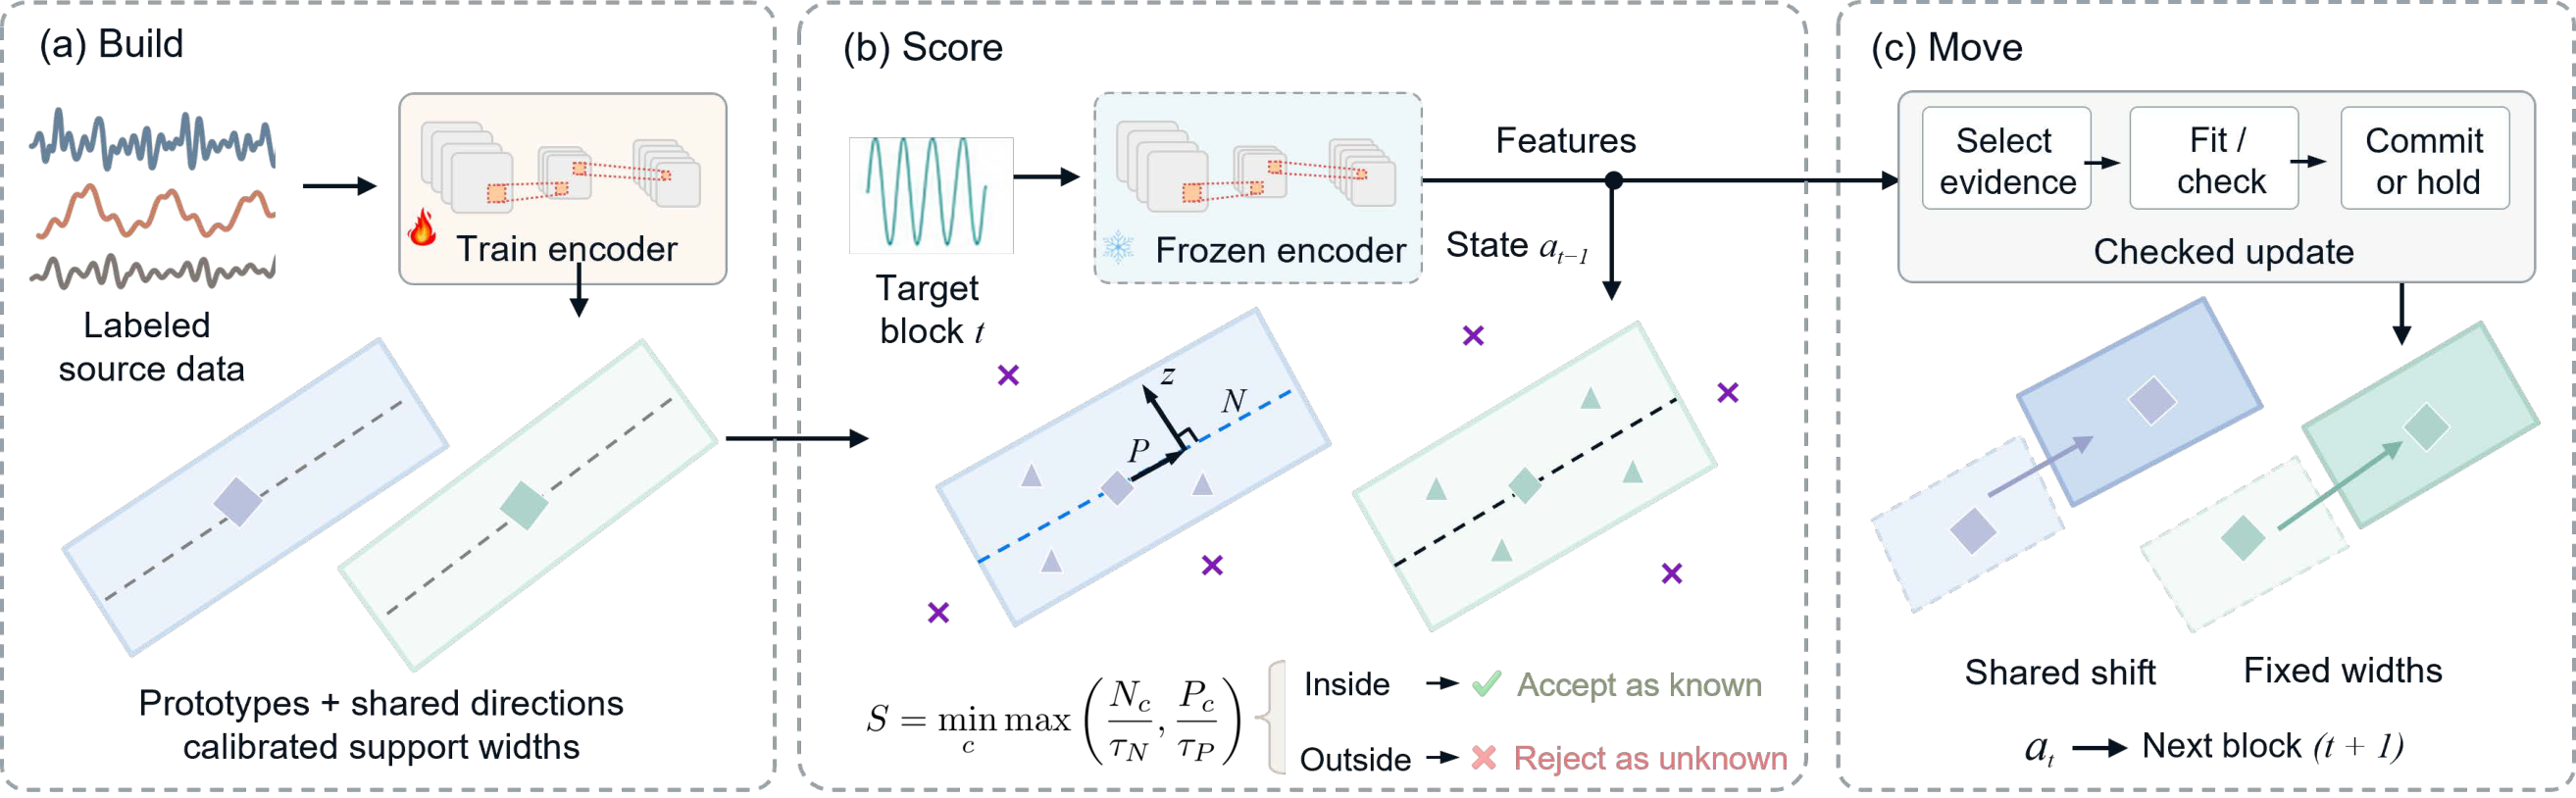 (a) Build
Labeled
source data
Train encoder
Prototypes + shared directions
calibrated support widths
(b) Score
Target
block t
Frozen encoder
Features
State a_{t−1}
z
N
P
S = min_c max ( N_c / τ_N , P_c / τ_P )
Inside
Accept as known
Outside
Reject as unknown
(c) Move
Select
evidence
Fit /
check
Commit
or hold
Checked update
Shared shift
Fixed widths
a_t
Next block (t + 1)